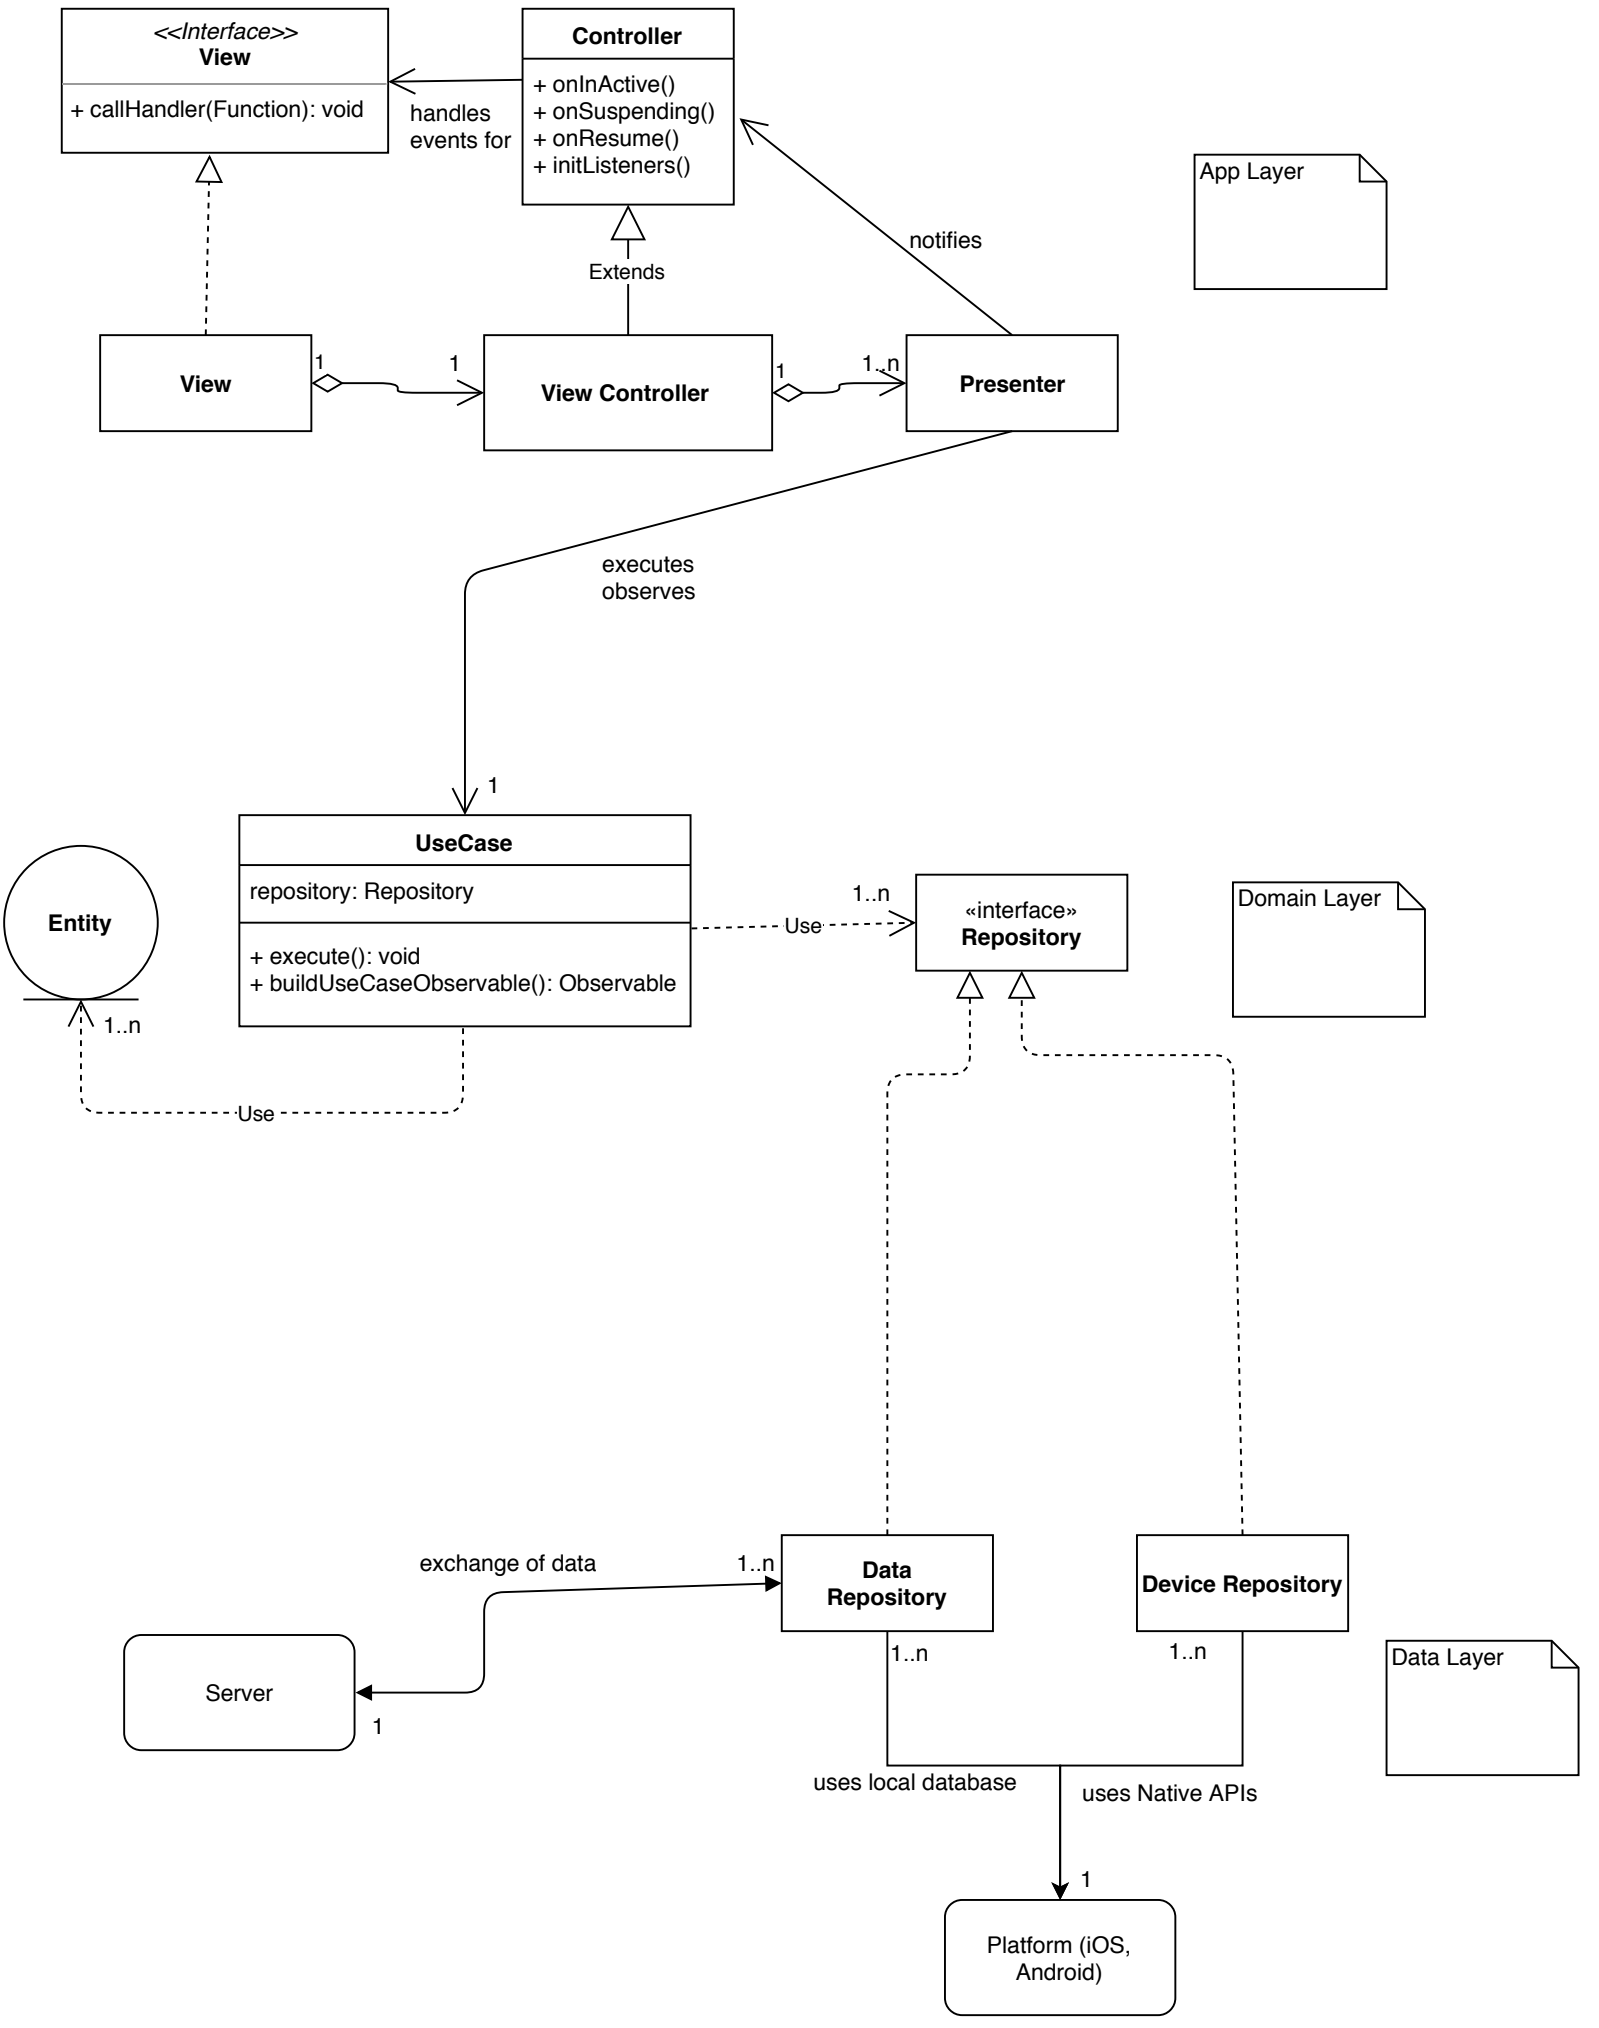 <<Interface>>
View
+ callHandler(Function): void
Controller
+ onInActive()
+ onSuspending()
+ onResume()
+ initListeners()
handles
events for
App Layer
notifies
Extends
View
1
1
View Controller
1
1..n
Presenter
executes
observes
1
UseCase
repository: Repository
+ execute(): void
+ buildUseCaseObservable(): Observable
Entity
1..n
Use
Use
1..n
«interface»
Repository
Domain Layer
exchange of data
1..n
Data
Repository
Device Repository
1..n
1..n
Server
1
Data Layer
uses local database
uses Native APIs
1
Platform (iOS,
Android)